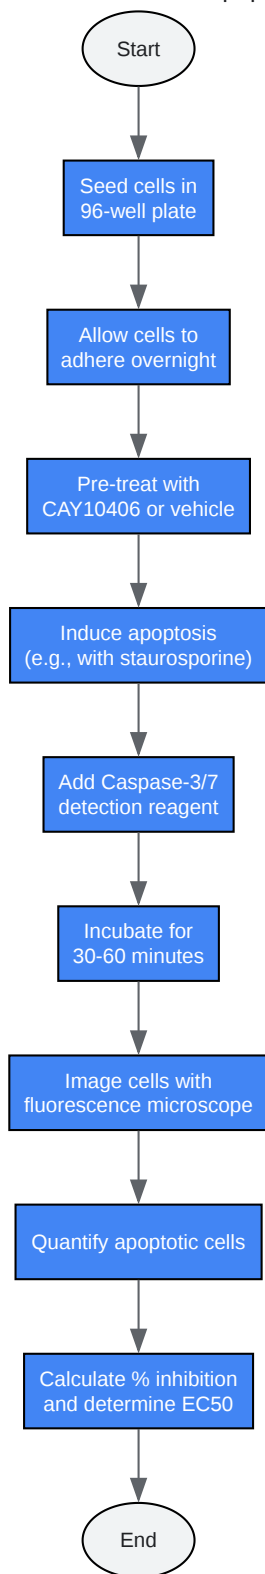 Start
Seed cells in
96-well plate
Allow cells to
adhere overnight
Pre-treat with
CAY10406 or vehicle
Induce apoptosis
(e.g., with staurosporine)
Add Caspase-3/7
detection reagent
Incubate for
30-60 minutes
Image cells with
fluorescence microscope
Quantify apoptotic cells
Calculate % inhibition
and determine EC50
End